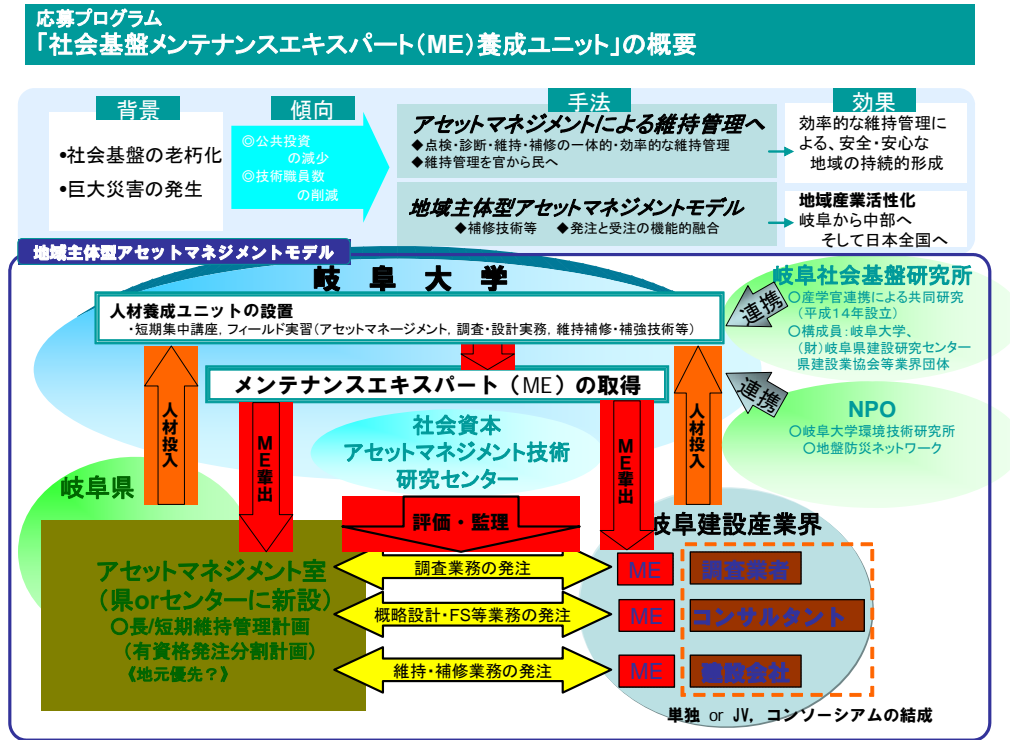 応募プログラム
「社会基盤メンテナンスエキスパート(ME)養成ユニット」の概要
背景
•社会基盤の老朽化
•巨大災害の発生
傾向
◎公共投資
の減少
◎技術職員数
の削減
手法
アセットマネジメントによる維持管理へ
◆点検・診断・維持・補修の一体的・効率的な維持管理
◆維持管理を官から民へ
地域主体型アセットマネジメントモデル
◆補修技術等 ◆発注と受注の機能的融合
効果
効率的な維持管理に
よる、安全・安心な
地域の持続的形成
地域産業活性化
岐阜から中部へ
そして日本全国へ
地域主体型アセットマネジメントモデル
岐阜大学
人材養成ユニットの設置
・短期集中講座, フィールド実習(アセットマネージメント, 調査・設計実務, 維持補修・補強技術等)
メンテナンスエキスパート(ME)の取得
連携
岐阜社会基盤研究所
○産学官連携による共同研究
(平成14年設立)
○構成員:岐阜大学、
(財)岐阜県建設研究センター
県建設業協会等業界団体
連携
NPO
○岐阜大学環境技術研究所
○地盤防災ネットワーク
人材投入
ME輩出
社会資本
アセットマネジメント技術
研究センター
ME輩出
人材投入
岐阜県
評価・監理
岐阜建設産業界
アセットマネジメント室
(県orセンターに新設)
○長/短期維持管理計画
(有資格発注分割計画)
《地元優先?》
調査業務の発注
概略設計・FS等業務の発注
維持・補修業務の発注
ME 調査業者
ME コンサルタント
ME 建設会社
単独 or JV, コンソーシアムの結成